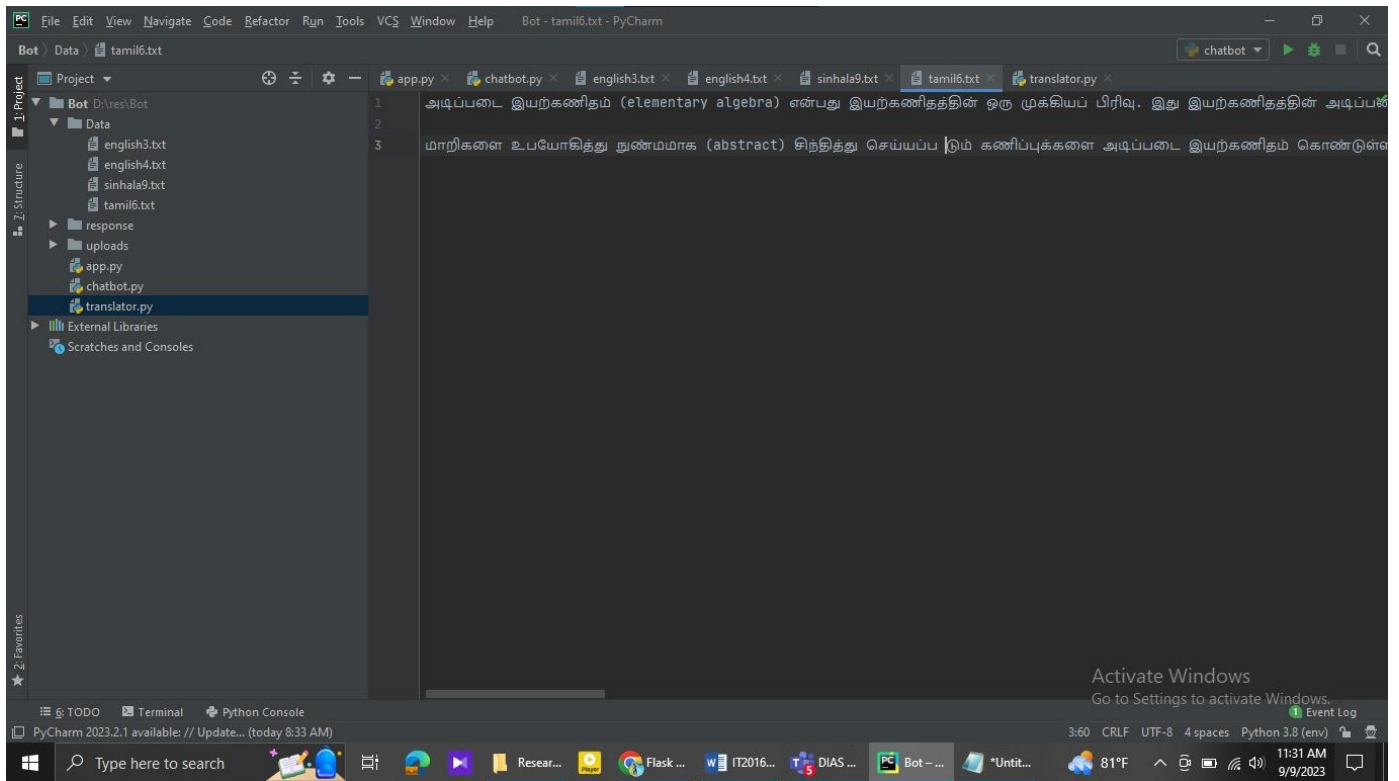 File Edit View Navigate Code Refactor Run Tools VCS Window Help Bot - tamil6.txt - PyCharm
Bot Data tamil6.txt chatbot
Project app.py chatbot.py english3.txt english4.txt sinhala9.txt tamil6.txt translator.py
1: Project
Bot D:\res\Bot
Data
english3.txt
english4.txt
sinhala9.txt
tamil6.txt
response
uploads
app.py
chatbot.py
translator.py
External Libraries
Scratches and Consoles
Z: Structure
2: Favorites
1 அடிப்படை இயற்கணிதம் (elementary algebra) என்பது இயற்கணிதத்தின் ஒரு முக்கியப் பிரிவு. இது இயற்கணிதத்தின்
2
3 மாறிகளை உபயோகித்து நுண்மமாக (abstract) சிந்தித்து செய்யப்ப டும் கணிப்புக்களை அடிப்படை இயற்கணிதம்
Activate Windows
Go to Settings to activate Windows.
6: TODO Terminal Python Console 1 Event Log
PyCharm 2023.2.1 available: // Update... (today 8:33 AM) 3:60 CRLF UTF-8 4 spaces Python 3.8 (env)
Type here to search Resear... Player Flask ... IT2016... DIAS ... Bot – ... *Untit... 81°F 11:31 AM
9/9/2023